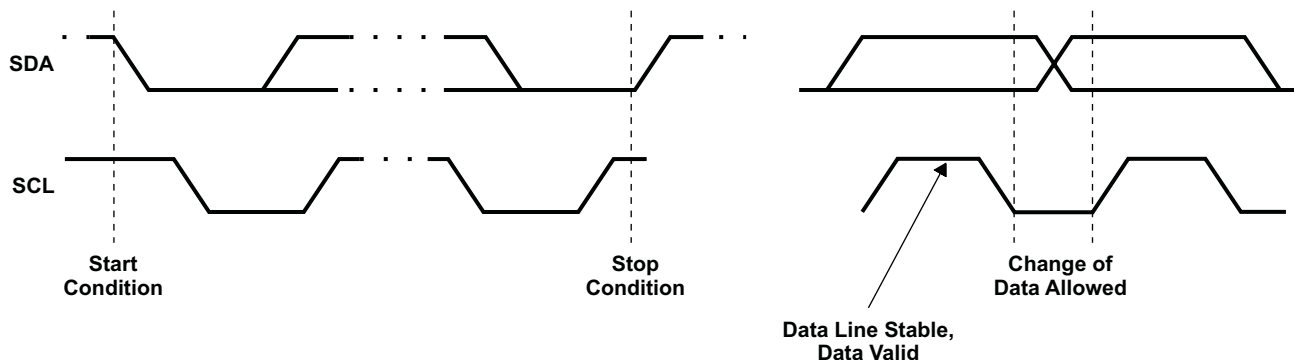 SDA
SCL
Start
Condition
Stop
Condition
Change of
Data Allowed
Data Line Stable,
Data Valid